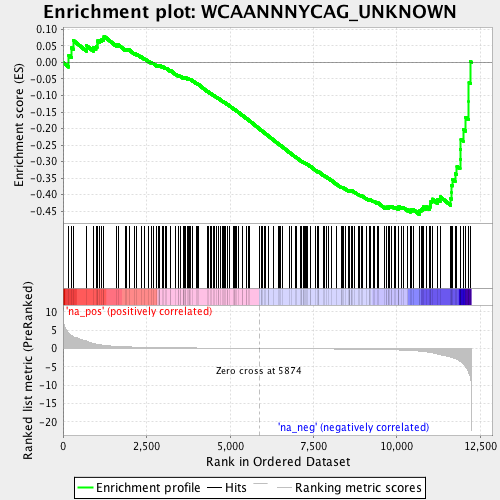 Enrichment plot: WCAANNNYCAG_UNKNOWN
Enrichment score (ES)
0.10
0.05
0.00
-0.05
-0.10
-0.15
-0.20
-0.25
-0.30
-0.35
-0.40
-0.45
'na_pos' (positively correlated)
Ranked list metric (PreRanked)
10
5
0
-5
-10
-15
-20
Zero cross at 5874
'na_neg' (negatively correlated)
0
2,500
5,000
7,500
10,000
12,500
Rank in Ordered Dataset
Enrichment profile
Hits
Ranking metric scores